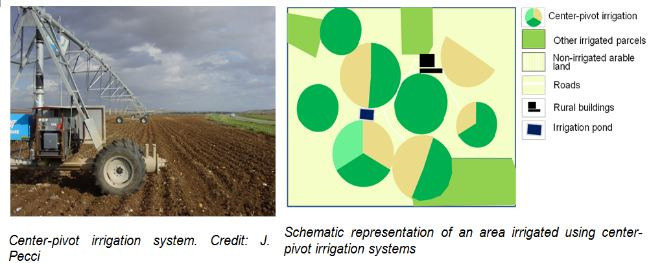 Center-pivot irrigation
Other irrigated parcels
Non-irrigated arable
land
Roads
Rural buildings
Irrigation pond
Center-pivot irrigation system. Credit: J.
Pecci
Schematic representation of an area irrigated using center-
pivot irrigation systems